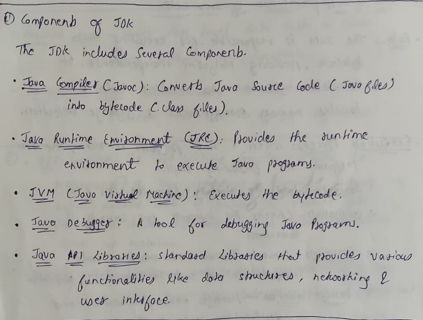 ① Components of JDK
The JDK includes several Components.
• Java Compiler (Javac): Converts Java Source Code (Java files)
into bytecode (.class files).
• Java Runtime Environment (JRE): Provides the runtime
environment to execute Java programs.
• JVM (Java Virtual Machine): Executes the bytecode.
• Java Debugger: A tool for debugging Java Programs.
• Java API Libraries: standard libraries that provides various
functionalities like data structures, networking &
user interface.